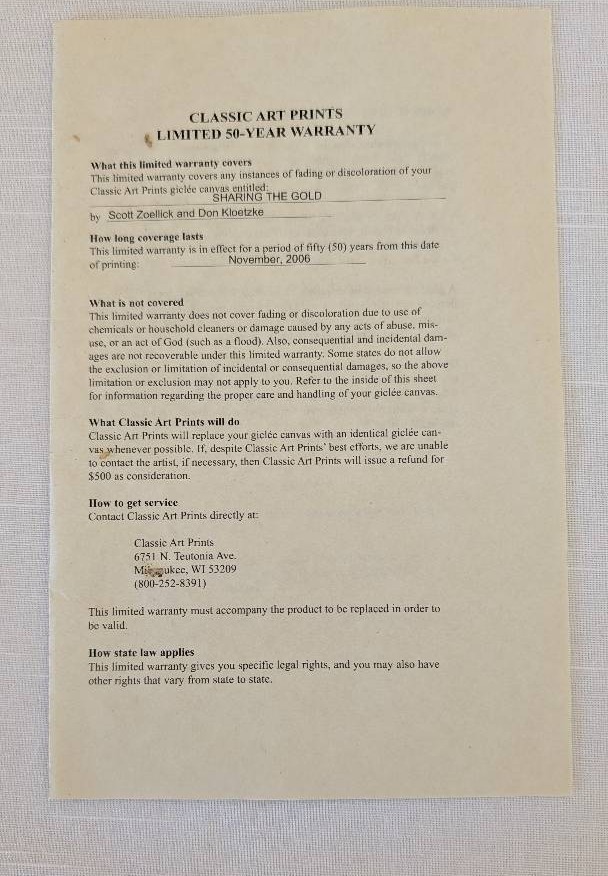 CLASSIC ART PRINTS
LIMITED 50-YEAR WARRANTY
What this limited warranty covers
This limited warranty covers any instances of fading or discoloration of your
Classic Art Prints giclée canvas entitled:
SHARING THE GOLD
by Scott Zoellick and Don Kloetzke
How long coverage lasts
This limited warranty is in effect for a period of fifty (50) years from this date
of printing: November, 2006
What is not covered
This limited warranty does not cover fading or discoloration due to use of
chemicals or household cleaners or damage caused by any acts of abuse, mis-
use, or an act of God (such as a flood). Also, consequential and incidental dam-
ages are not recoverable under this limited warranty. Some states do not allow
the exclusion or limitation of incidental or consequential damages, so the above
limitation or exclusion may not apply to you. Refer to the inside of this sheet
for information regarding the proper care and handling of your giclée canvas.
What Classic Art Prints will do
Classic Art Prints will replace your giclée canvas with an identical giclée can-
vas whenever possible. If, despite Classic Art Prints' best efforts, we are unable
to contact the artist, if necessary, then Classic Art Prints will issue a refund for
$500 as consideration.
How to get service
Contact Classic Art Prints directly at:
Classic Art Prints
6751 N. Teutonia Ave.
WI 53209
(800-252-8391)
This limited warranty must accompany the product to be replaced in order to
be valid.
How state law applies
This limited warranty gives you specific legal rights, and you may also have
other rights that vary from state to state.